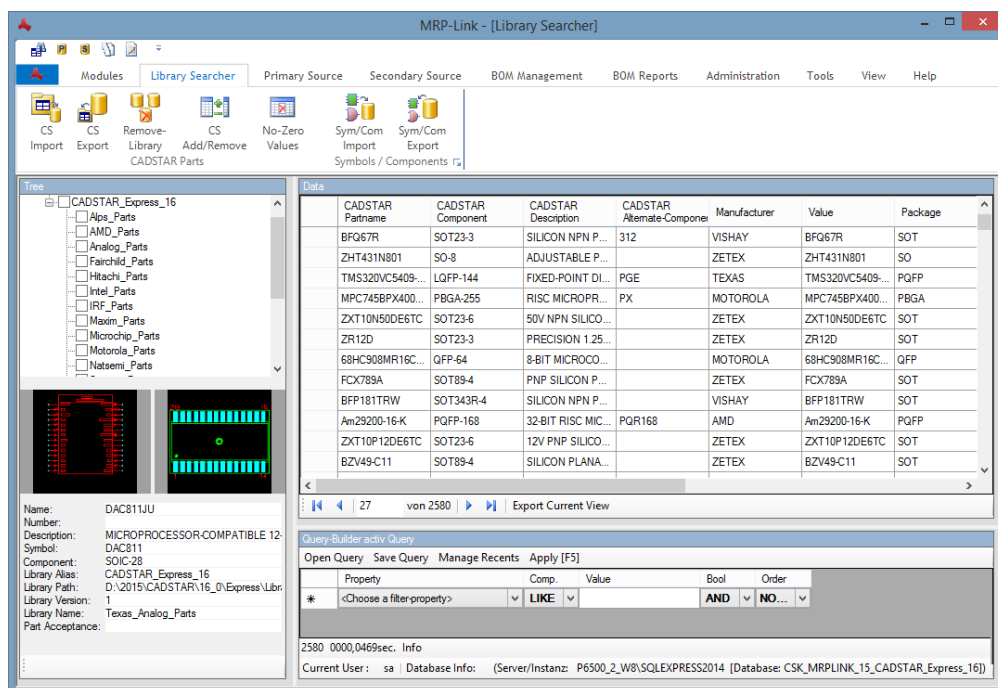 MRP-Link - [Library Searcher]
Modules Library Searcher Primary Source Secondary Source BOM Management BOM Reports Administration Tools View Help
CS Import
CS Export
Remove-Library
CS Add/Remove
No-Zero Values
Sym/Com Import
Sym/Com Export
CADSTAR Parts
Symbols / Components
Tree
CADSTAR_Express_16
Alps_Parts
AMD_Parts
Analog_Parts
Fairchild_Parts
Hitachi_Parts
Intel_Parts
IRF_Parts
Maxim_Parts
Microchip_Parts
Motorola_Parts
Natsemi_Parts
Name: DAC811JU
Number:
Description: MICROPROCESSOR-COMPATIBLE 12-
Symbol: DAC811
Component: SOIC-28
Library Alias: CADSTAR_Express_16
Library Path: D:\2015\CADSTAR\16_0\Express\Libra
Library Version: 1
Library Name: Texas_Analog_Parts
Part Acceptance:
Data
CADSTAR Partname CADSTAR Component CADSTAR Description CADSTAR Alternate-Componer Manufacturer Value Package
BFQ67R SOT23-3 SILICON NPN P... 312 VISHAY BFQ67R SOT
ZHT431N801 SO-8 ADJUSTABLE P... ZETEX ZHT431N801 SO
TMS320VC5409-... LQFP-144 FIXED-POINT DI... PGE TEXAS TMS320VC5409-... PQFP
MPC745BPX400... PBGA-255 RISC MICROPR... PX MOTOROLA MPC745BPX400... PBGA
ZXT10N50DE6TC SOT23-6 50V NPN SILICO... ZETEX ZXT10N50DE6TC SOT
ZR12D SOT23-3 PRECISION 1.25... ZETEX ZR12D SOT
68HC908MR16C... QFP-64 8-BIT MICROCO... MOTOROLA 68HC908MR16C... QFP
FCX789A SOT89-4 PNP SILICON P... ZETEX FCX789A SOT
BFP181TRW SOT343R-4 SILICON NPN P... VISHAY BFP181TRW SOT
Am29200-16-K PQFP-168 32-BIT RISC MIC... PQR168 AMD Am29200-16-K PQFP
ZXT10P12DE6TC SOT23-6 12V PNP SILICO... ZETEX ZXT10P12DE6TC SOT
BZV49-C11 SOT89-4 SILICON PLANA... ZETEX BZV49-C11 SOT
27 von 2580 Export Current View
Query-Builder activ Query
Open Query Save Query Manage Recents Apply [F5]
Property Comp. Value Bool Order
<Choose a filter-property> LIKE AND NO...
2580 0000,0469sec. Info
Current User : sa Database Info: (Server/Instanz: P6500_2_W8\SQLEXPRESS2014 [Database: CSK_MRPLINK_15_CADSTAR_Express_16])